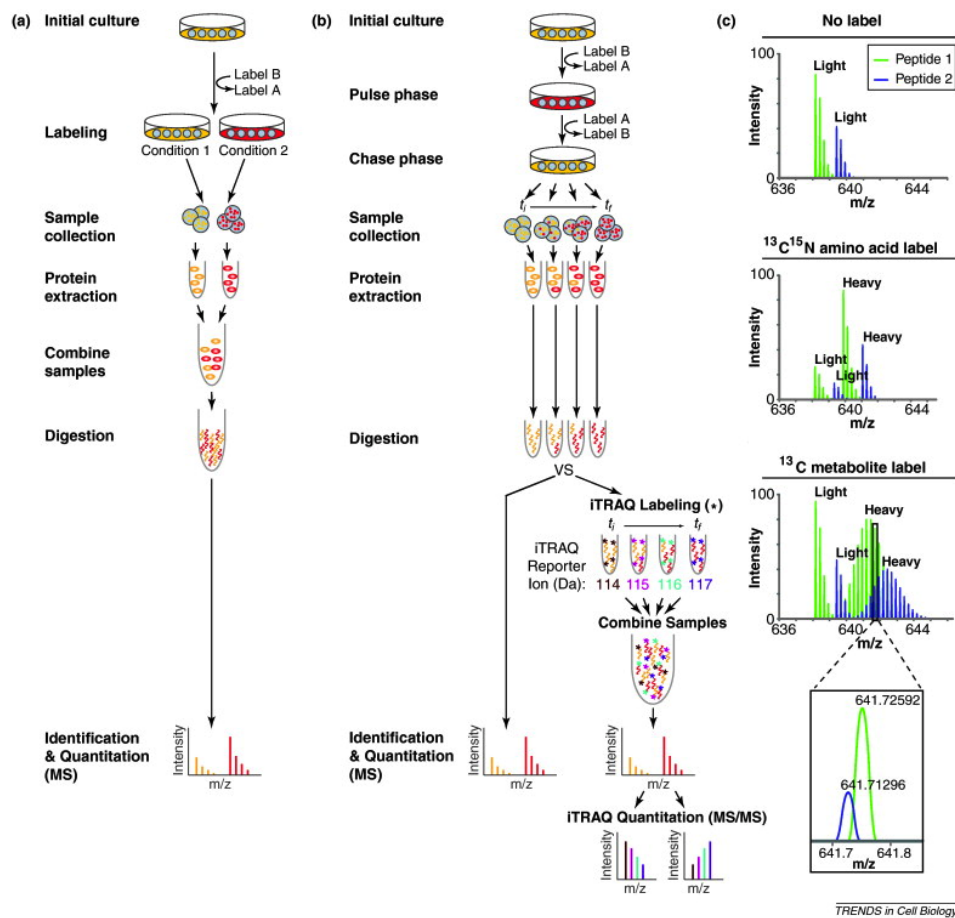 (a)
Initial culture
Label B
Label A
Labeling
Condition 1
Condition 2
Sample
collection
Protein
extraction
Combine
samples
Digestion
Identification
& Quantitation
(MS)
Intensity
m/z
(b)
Initial culture
Label B
Label A
Pulse phase
Label A
Label B
Chase phase
ti
tf
Sample
collection
Protein
extraction
Digestion
VS
iTRAQ Labeling (⋆)
ti
tf
iTRAQ
Reporter
Ion (Da):
114
115
116
117
Combine Samples
Identification
& Quantitation
(MS)
Intensity
m/z
Intensity
m/z
iTRAQ Quantitation (MS/MS)
Intensity
m/z
Intensity
m/z
(c)
No label
100
Intensity
0
636
640
644
m/z
Light
Light
Peptide 1
Peptide 2
13C15N amino acid label
100
Intensity
0
636
640
644
m/z
Heavy
Heavy
Light
Light
13C metabolite label
100
Intensity
0
636
640
644
m/z
Light
Heavy
Light
Heavy
641.72592
641.71296
641.7
641.8
m/z
TRENDS in Cell Biology